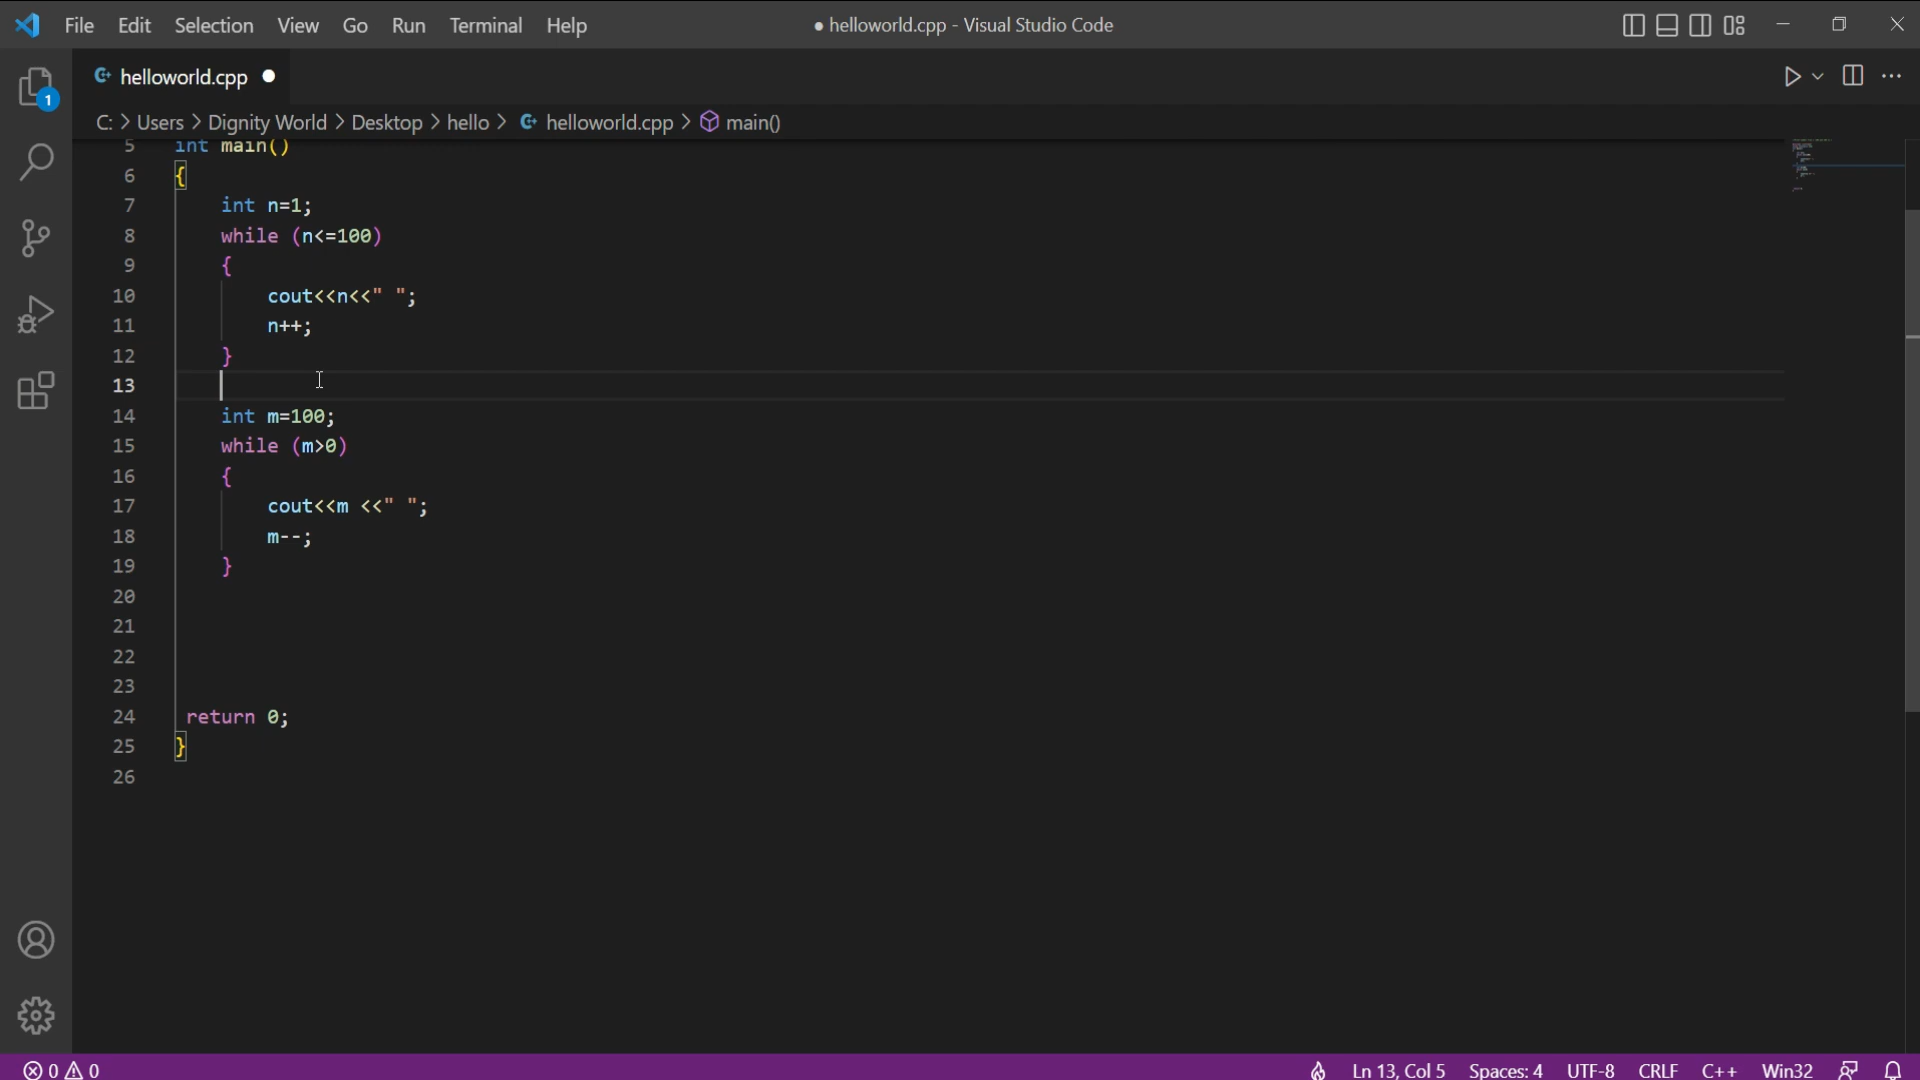 File Edit Selection View Go Run Terminal Help ● helloworld.cpp - Visual Studio Code
helloworld.cpp ●
1
C: > Users > Dignity World > Desktop > hello > helloworld.cpp > main()
5 int main()
6 {
7 int n=1;
8 while (n<=100)
9 {
10 cout<<n<<" ";
11 n++;
12 }
13
14 int m=100;
15 while (m>0)
16 {
17 cout<<m <<" ";
18 m--;
19 }
20
21
22
23
24 return 0;
25 }
26
0 0 Ln 13, Col 5 Spaces: 4 UTF-8 CRLF C++ Win32